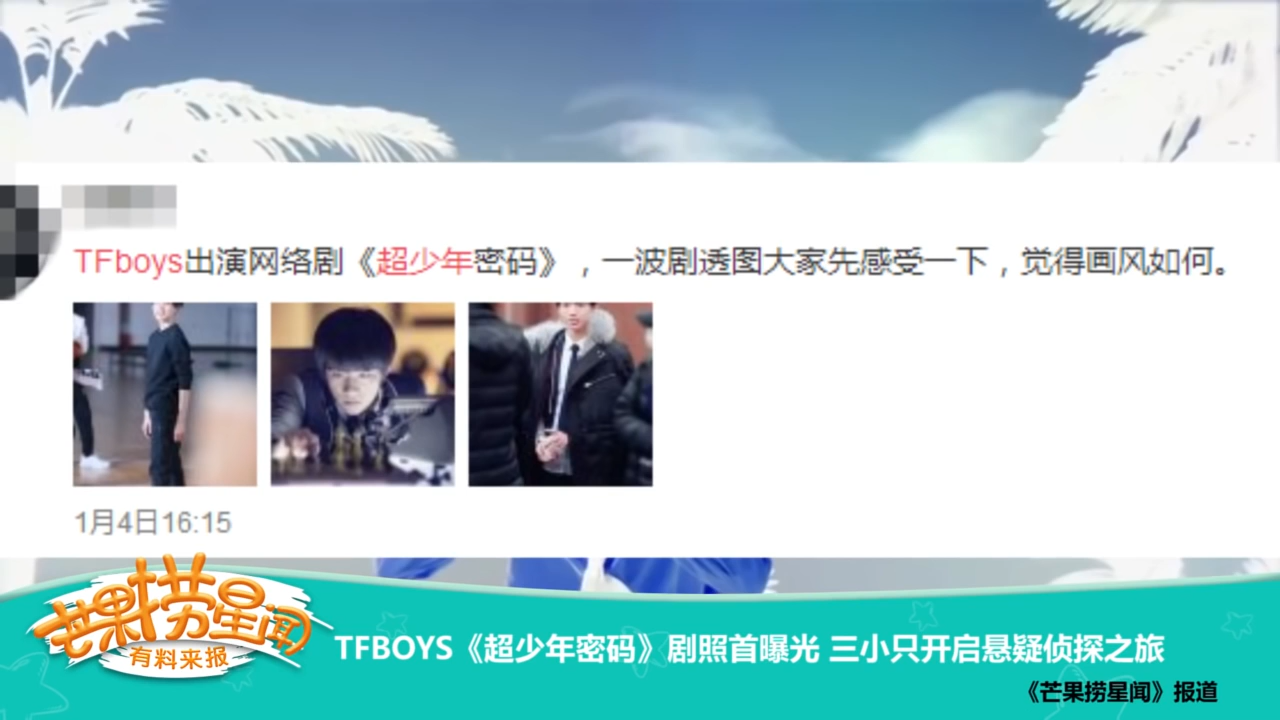 TFboys出演网络剧《超少年密码》，一波剧透图大家先感受一下，觉得画风如何。
1月4日16:15
芒果捞星闻
有料来报
TFBOYS《超少年密码》剧照首曝光 三小只开启悬疑侦探之旅
《芒果捞星闻》报道